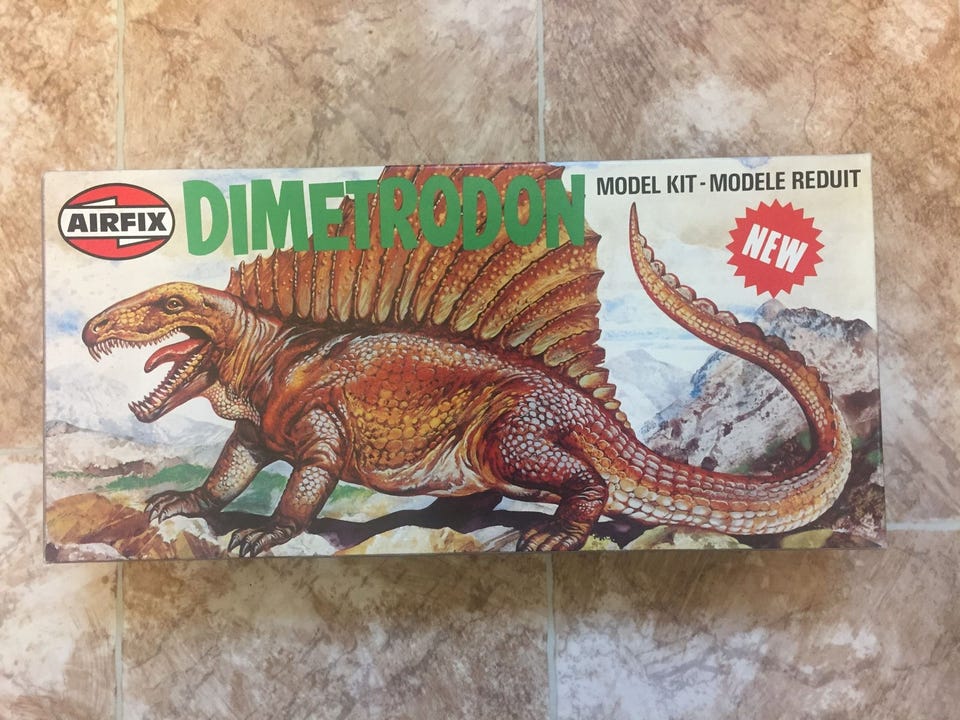 AIRFIX
DIMETRODON
MODEL KIT - MODELE REDUIT
NEW